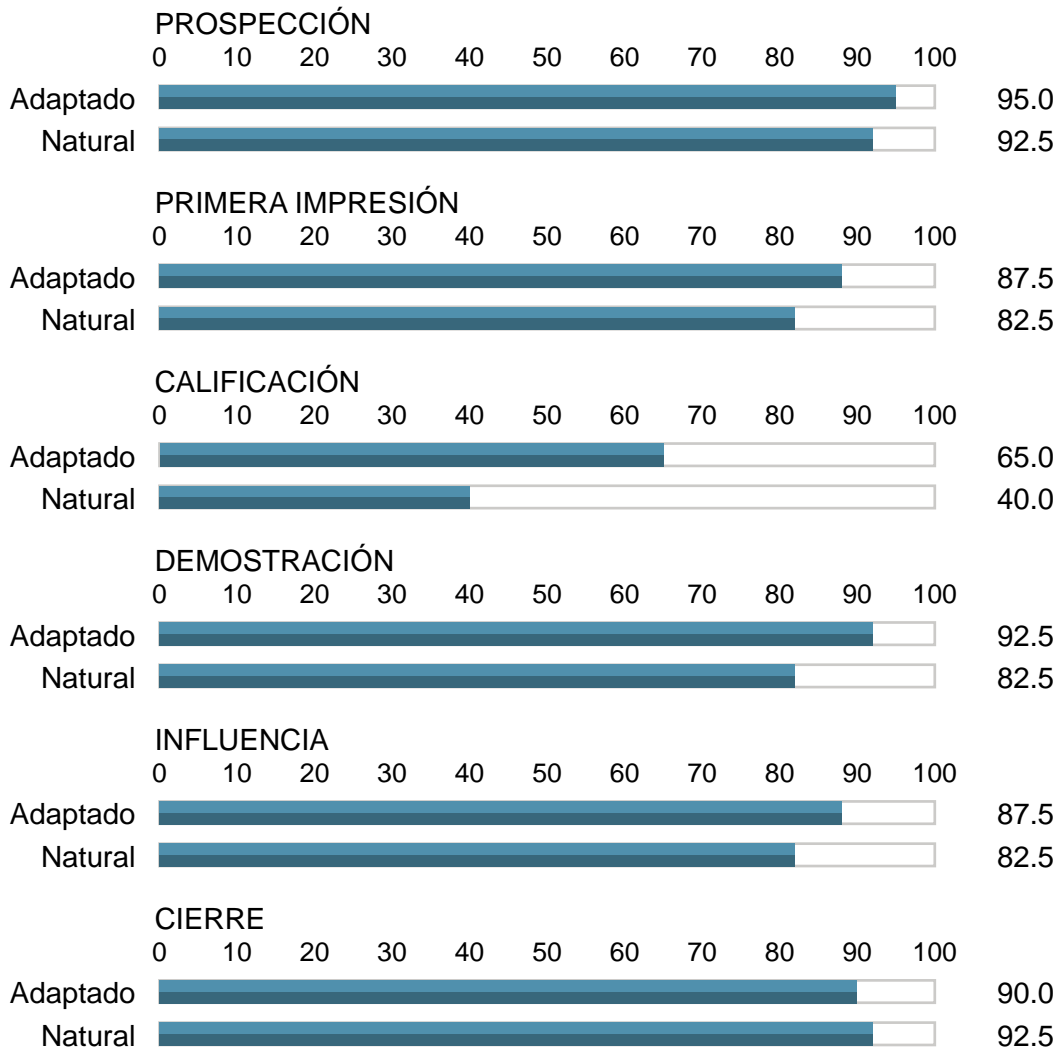 PROSPECCIÓN
0 10 20 30 40 50 60 70 80 90 100
Adaptado 95.0
Natural 92.5
PRIMERA IMPRESIÓN
0 10 20 30 40 50 60 70 80 90 100
Adaptado 87.5
Natural 82.5
CALIFICACIÓN
0 10 20 30 40 50 60 70 80 90 100
Adaptado 65.0
Natural 40.0
DEMOSTRACIÓN
0 10 20 30 40 50 60 70 80 90 100
Adaptado 92.5
Natural 82.5
INFLUENCIA
0 10 20 30 40 50 60 70 80 90 100
Adaptado 87.5
Natural 82.5
CIERRE
0 10 20 30 40 50 60 70 80 90 100
Adaptado 90.0
Natural 92.5